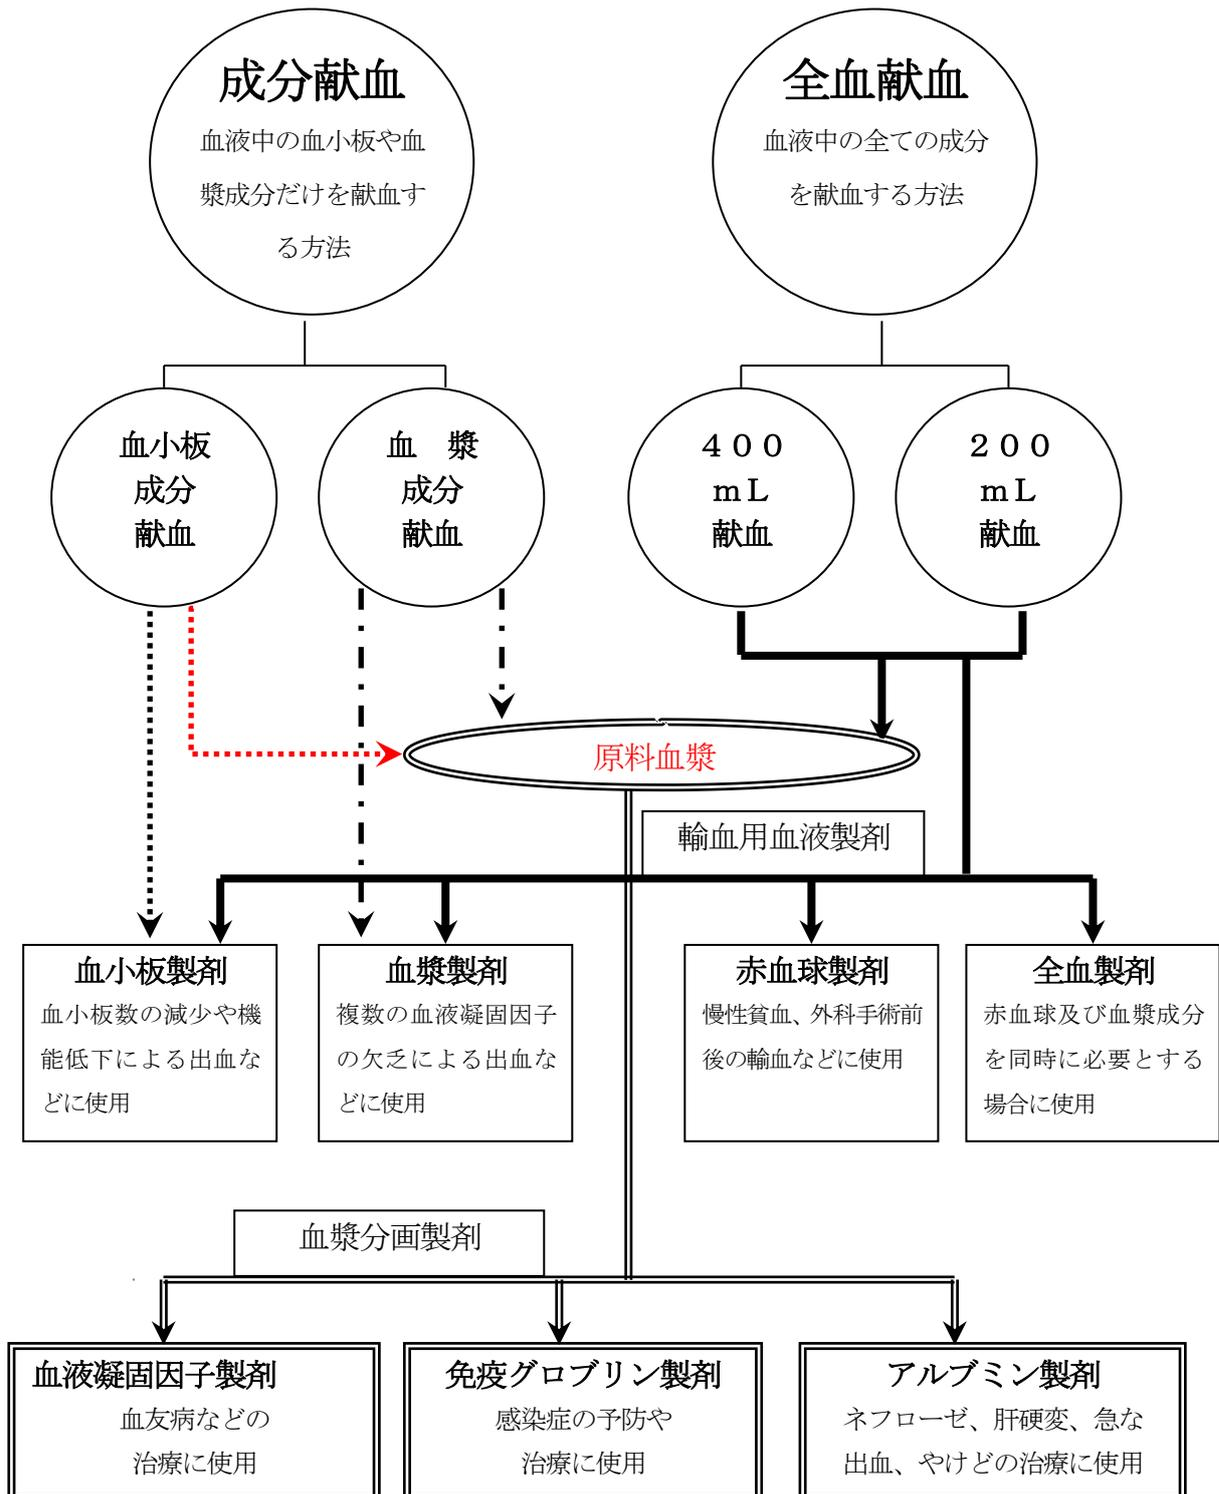 成分献血
血液中の血小板や血
漿成分だけを献血す
る方法
全血献血
血液中の全ての成分
を献血する方法
血小板
成分
献血
血　漿
成分
献血
４００
ｍＬ
献血
２００
ｍＬ
献血
原料血漿
輸血用血液製剤
血小板製剤
血小板数の減少や機
能低下による出血な
どに使用
血漿製剤
複数の血液凝固因子
の欠乏による出血な
どに使用
赤血球製剤
慢性貧血、外科手術前
後の輸血などに使用
全血製剤
赤血球及び血漿成分
を同時に必要とする
場合に使用
血漿分画製剤
血液凝固因子製剤
血友病などの
治療に使用
免疫グロブリン製剤
感染症の予防や
治療に使用
アルブミン製剤
ネフローゼ、肝硬変、急な
出血、やけどの治療に使用